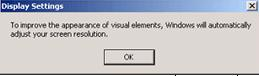 Display Settings
To improve the appearance of visual elements, Windows will automatically
adjust your screen resolution.
OK